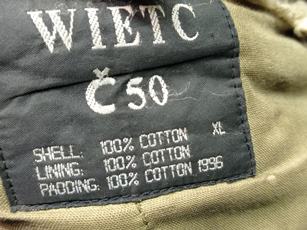 WIETC
Č 50
SHELL: 100% COTTON XL
LINING: 100% COTTON
PADDING: 100% COTTON 1996